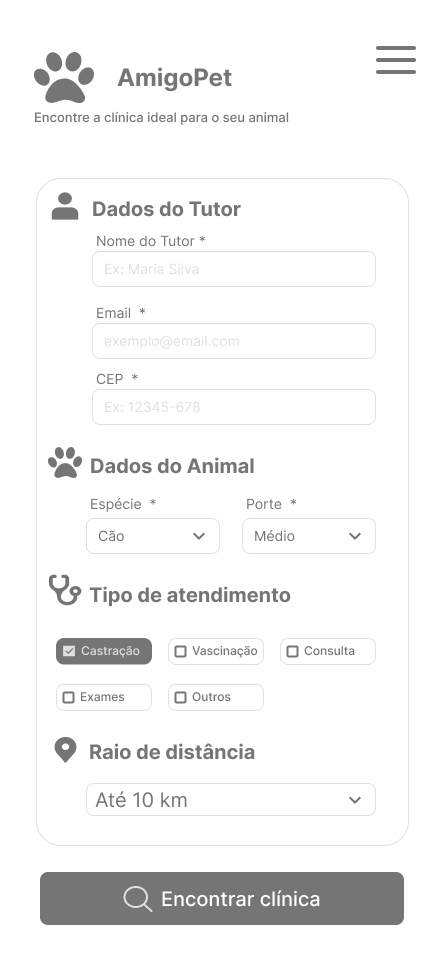 AmigoPet
Encontre a clínica ideal para o seu animal
Dados do Tutor
Nome do Tutor *
Ex: Maria Silva
Email *
exemplo@email.com
CEP *
Ex: 12345-678
Dados do Animal
Espécie * Porte *
Cão Médio
Tipo de atendimento
Castração Vascinação Consulta
Exames Outros
Raio de distância
Até 10 km
Encontrar clínica